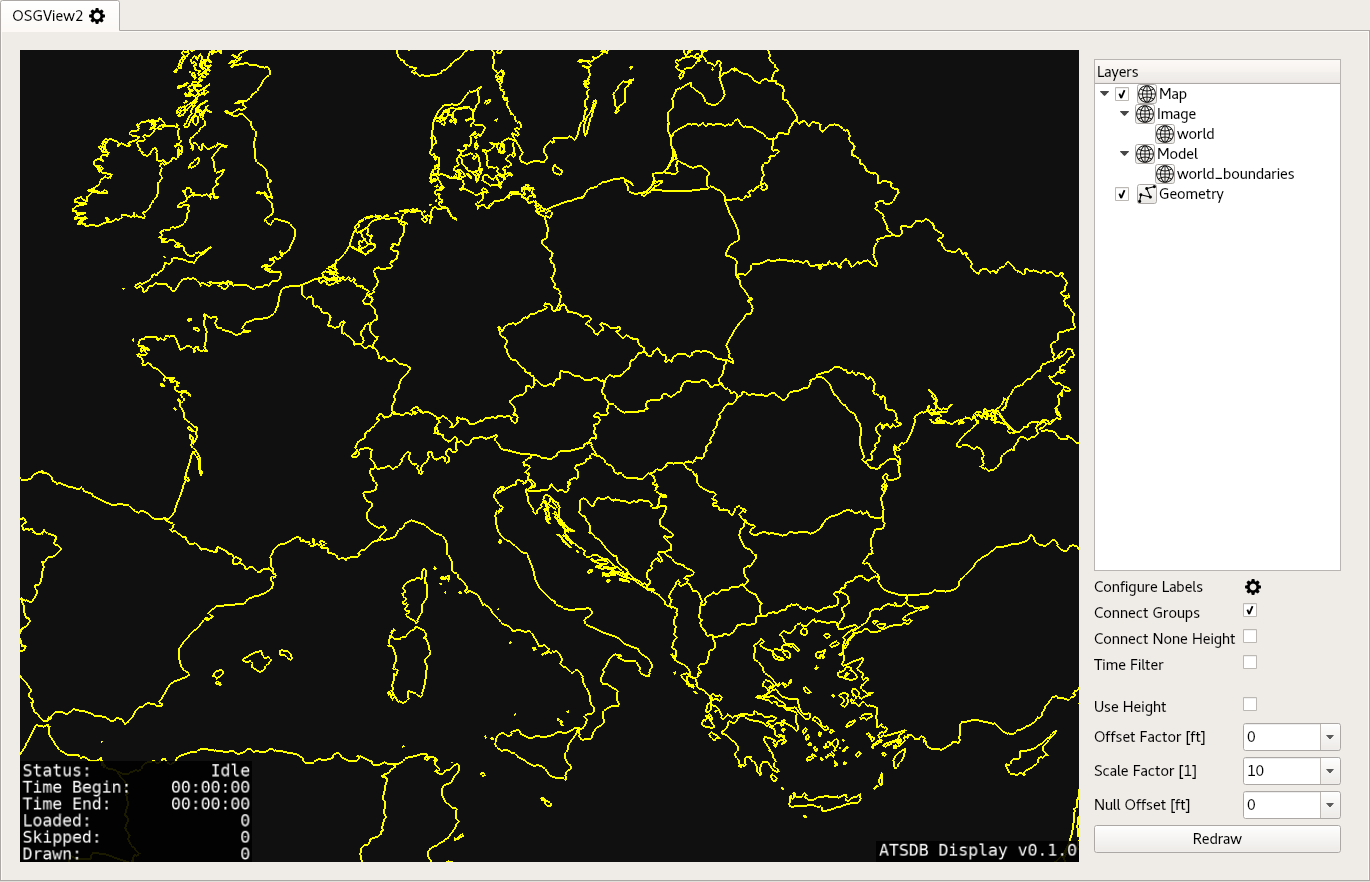 OSGView2
Layers
Map
Image
world
Model
world_boundaries
Geometry
Configure Labels
Connect Groups
Connect None Height
Time Filter
Use Height
Offset Factor [ft] 0
Scale Factor [1] 10
Null Offset [ft] 0
Redraw
Status: Idle
Time Begin: 00:00:00
Time End: 00:00:00
Loaded: 0
Skipped: 0
Drawn: 0
ATSDB Display v0.1.0